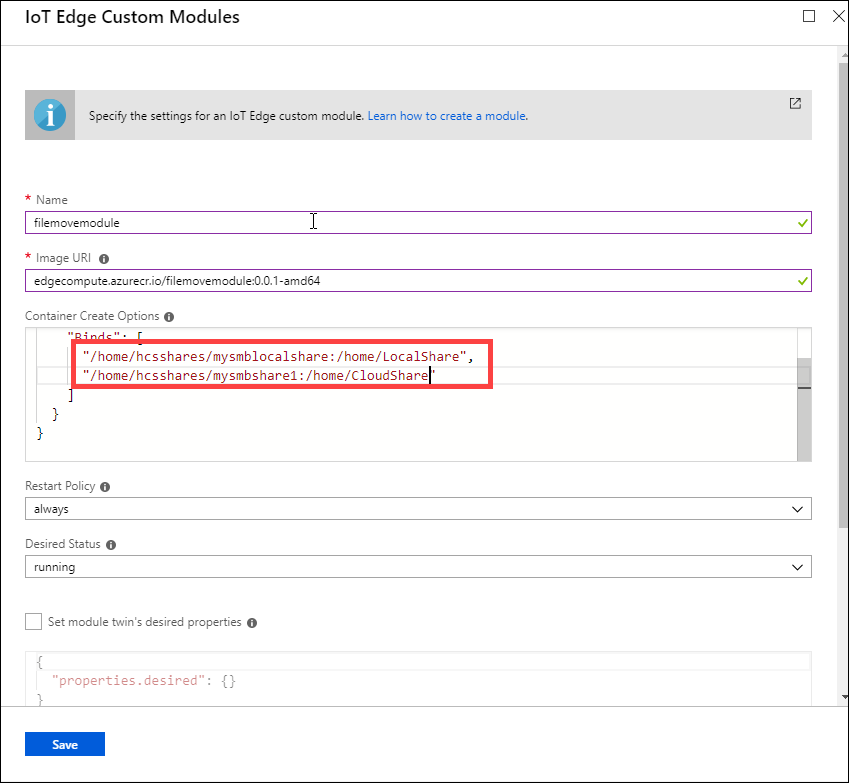 IoT Edge Custom Modules
Specify the settings for an IoT Edge custom module. Learn how to create a module.
* Name
filemovemodule
* Image URI
edgecompute.azurecr.io/filemovemodule:0.0.1-amd64
Container Create Options
"Binds": [
"/home/hcsshares/mysmblocalshare:/home/LocalShare",
"/home/hcsshares/mysmbshare1:/home/CloudShare"
]
}
}
Restart Policy
always
Desired Status
running
Set module twin's desired properties
{
"properties.desired": {}
}
Save